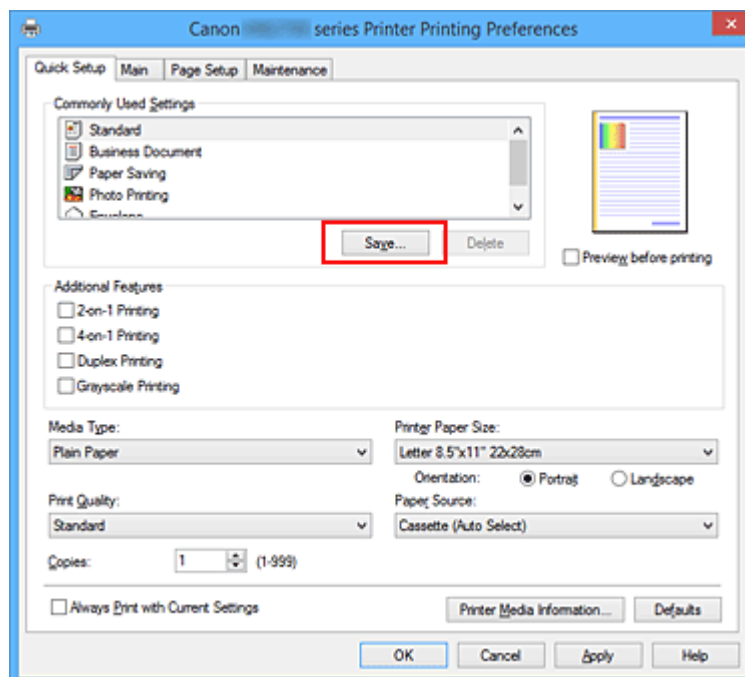 Canon series Printer Printing Preferences
Quick Setup Main Page Setup Maintenance
Commonly Used Settings
Standard
Business Document
Paper Saving
Photo Printing
Envelope
Save... Delete
Preview before printing
Additional Features
2-on-1 Printing
4-on-1 Printing
Duplex Printing
Grayscale Printing
Media Type: Printer Paper Size:
Plain Paper Letter 8.5"x11" 22x28cm
Orientation: Portrait Landscape
Print Quality: Paper Source:
Standard Cassette (Auto Select)
Copies: 1 (1-999)
Always Print with Current Settings Printer Media Information... Defaults
OK Cancel Apply Help